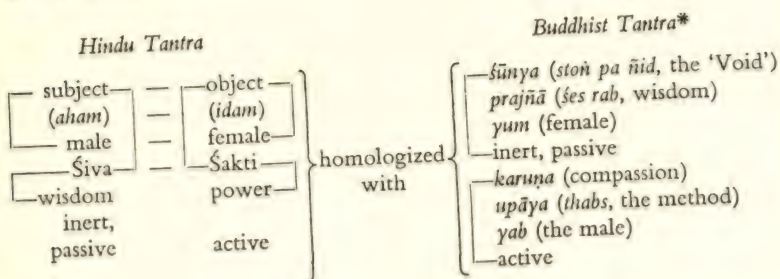 Hindu Tantra
subject — object
(aham) — (idam)
male — female
Śiva — Śakti
wisdom power
inert,
passive active
homologized
with
Buddhist Tantra*
śūnya (stoṅ pa ñid, the ‘Void’)
prajñā (śes rab, wisdom)
yum (female)
inert, passive
karuṇa (compassion)
upāya (thabs, the method)
yab (the male)
active